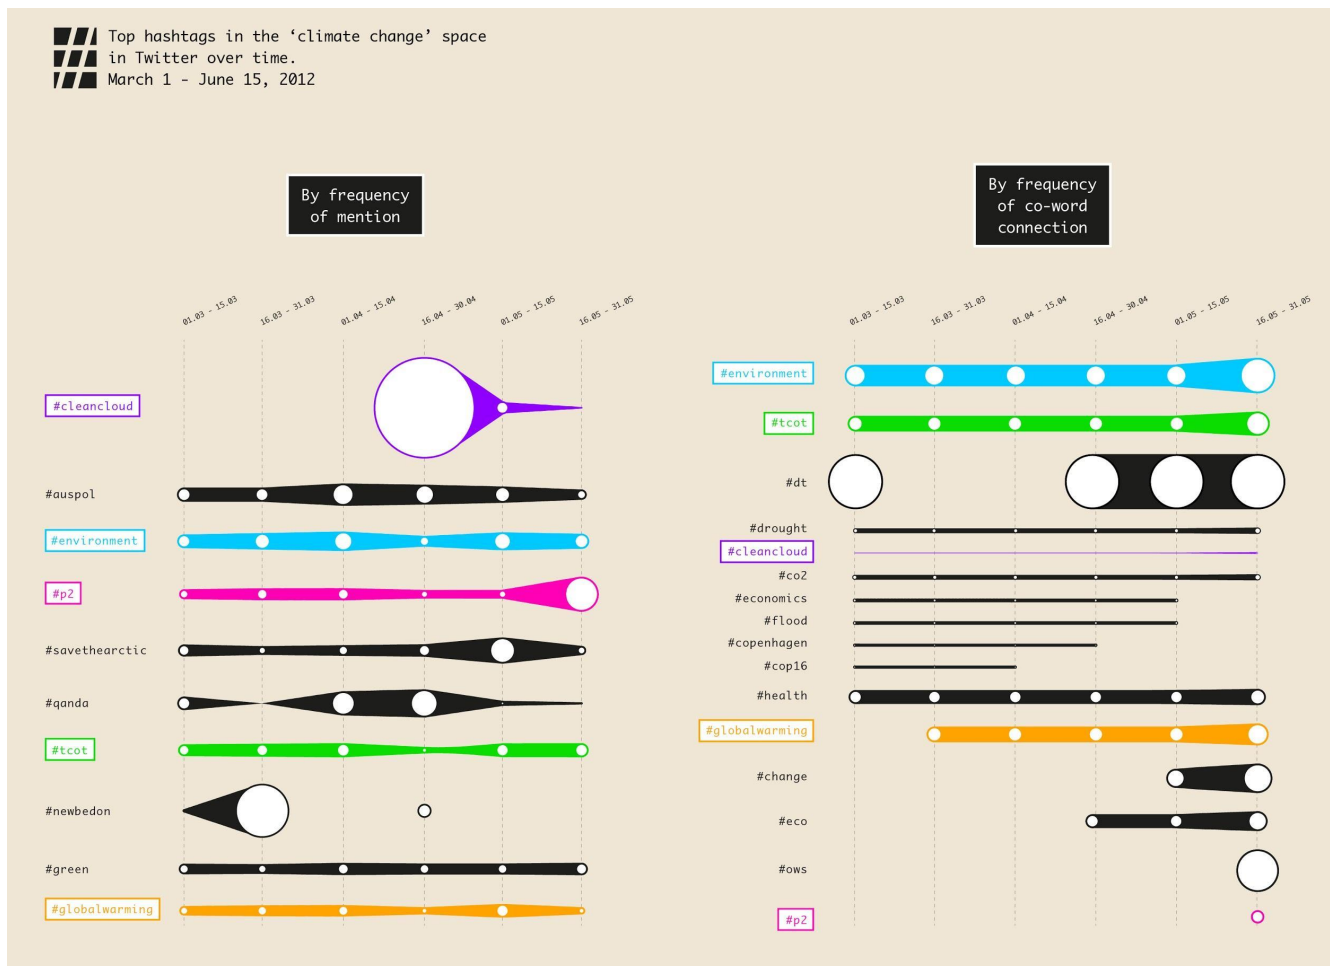 Top hashtags in the ‘climate change’ space
in Twitter over time.
March 1 - June 15, 2012
By frequency
of mention
01.03 - 15.03
16.03 - 31.03
01.04 - 15.04
16.04 - 30.04
01.05 - 15.05
16.05 - 31.05
#cleancloud
#auspol
#environment
#p2
#savethearctic
#qanda
#tcot
#newbedon
#green
#globalwarming
By frequency
of co-word
connection
01.03 - 15.03
16.03 - 31.03
01.04 - 15.04
16.04 - 30.04
01.05 - 15.05
16.05 - 31.05
#environment
#tcot
#dt
#drought
#cleancloud
#co2
#economics
#flood
#copenhagen
#cop16
#health
#globalwarming
#change
#eco
#ows
#p2